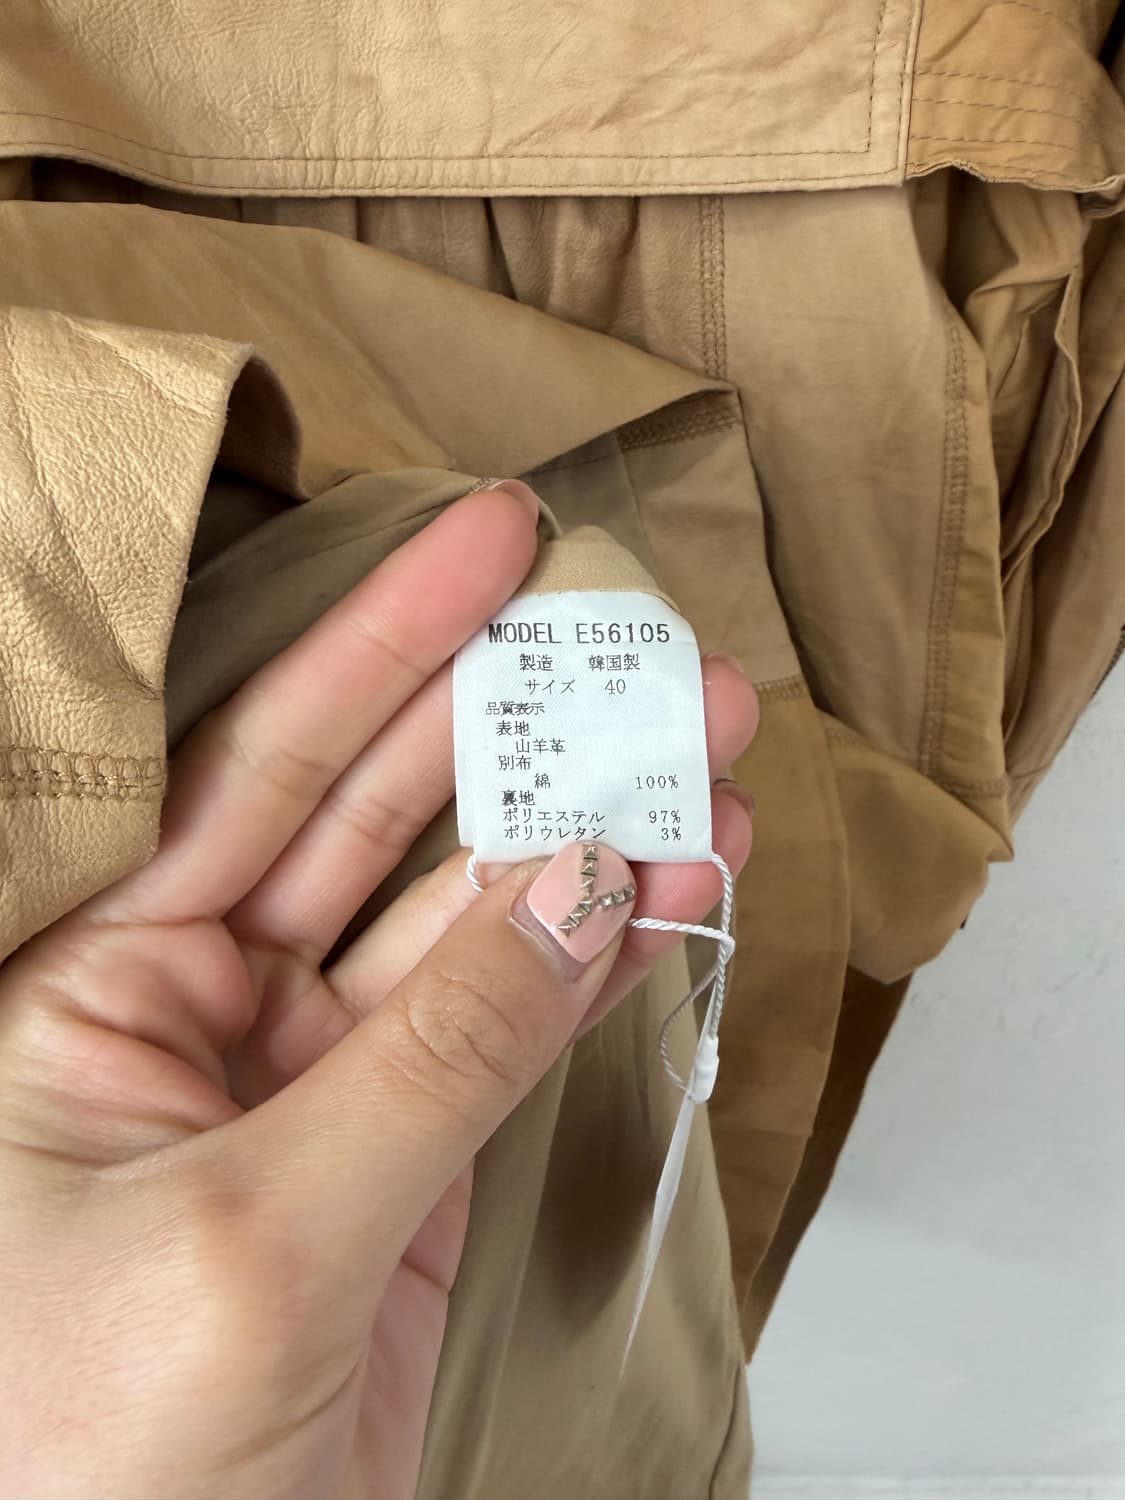 MODEL E56105
製造 韓国製
サイズ 40
品質表示
表地
山羊革
別布
綿 100%
裏地
ポリエステル 97%
ポリウレタン 3%